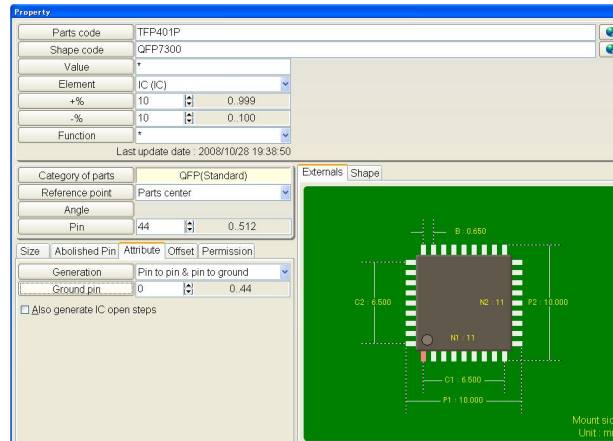 Property
Parts code TFP401P
Shape code QFP7300
Value *
Element IC (IC)
+% 10 0..999
-% 10 0..100
Function *
Last update date : 2008/10/28 19:38:50
Category of parts QFP(Standard)
Reference point Parts center
Angle
Pin 44 0..512
Size Abolished Pin Attribute Offset Permission
Generation Pin to pin & pin to ground
Ground pin 0 0..44
Also generate IC open steps
Externals Shape
B : 0.650
C2 : 6.500 N2 : 11 P2 : 10.000
N1 : 11
C1 : 6.500
P1 : 10.000
Mount sid
Unit : m